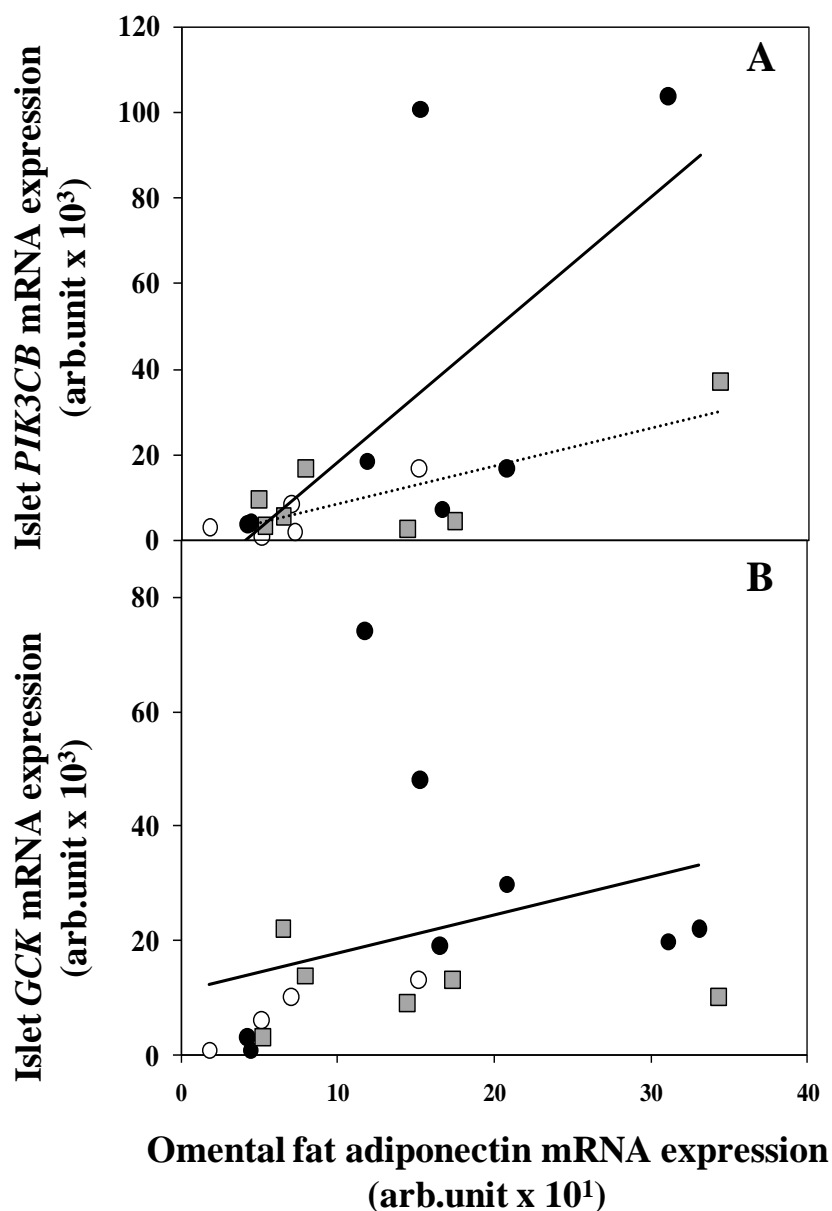 A
120
100
80
60
40
20
0
Islet PIK3CB mRNA expression
(arb.unit x 10³)
B
80
60
40
20
0
Islet GCK mRNA expression
(arb.unit x 10³)
0 10 20 30 40
Omental fat adiponectin mRNA expression
(arb.unit x 10¹)